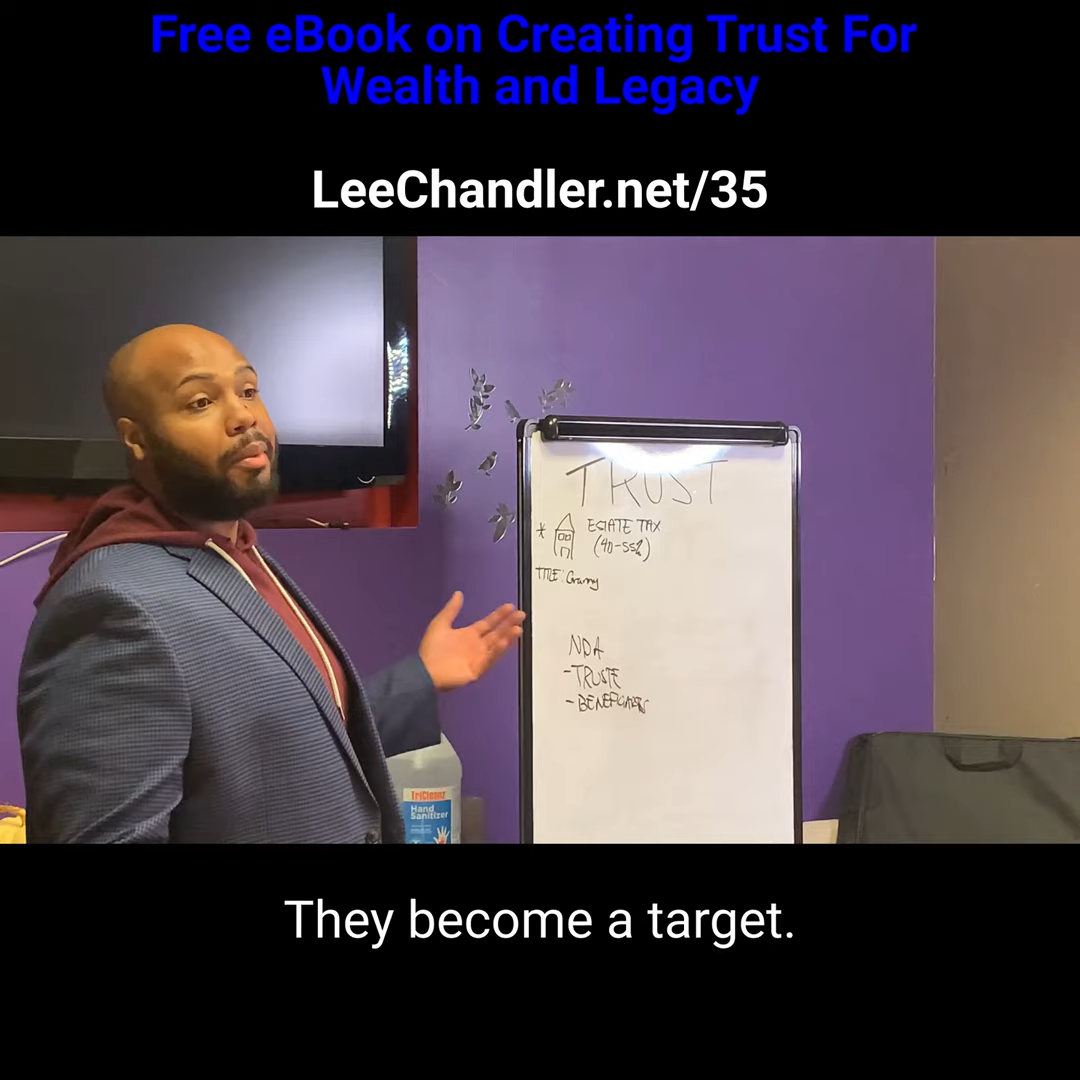 Free eBook on Creating Trust For
Wealth and Legacy
LeeChandler.net/35
TRUST
* ESTATE TAX
(40-55%)
TITLE: Granny
NDA
- TRUSTE
- BENEFICIARIES
TriCleanz
Hand
Sanitizer
They become a target.